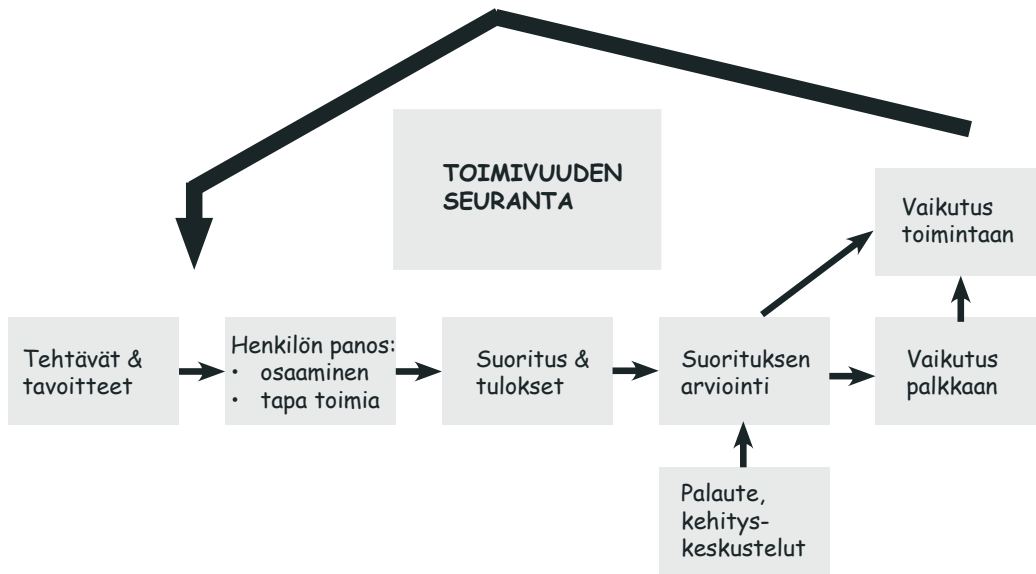 TOIMIVUUDEN
SEURANTA
Vaikutus
toimintaan
Tehtävät &
tavoitteet
Henkilön panos:
• osaaminen
• tapa toimia
Suoritus &
tulokset
Suorituksen
arviointi
Vaikutus
palkkaan
Palaute,
kehitys-
keskustelut